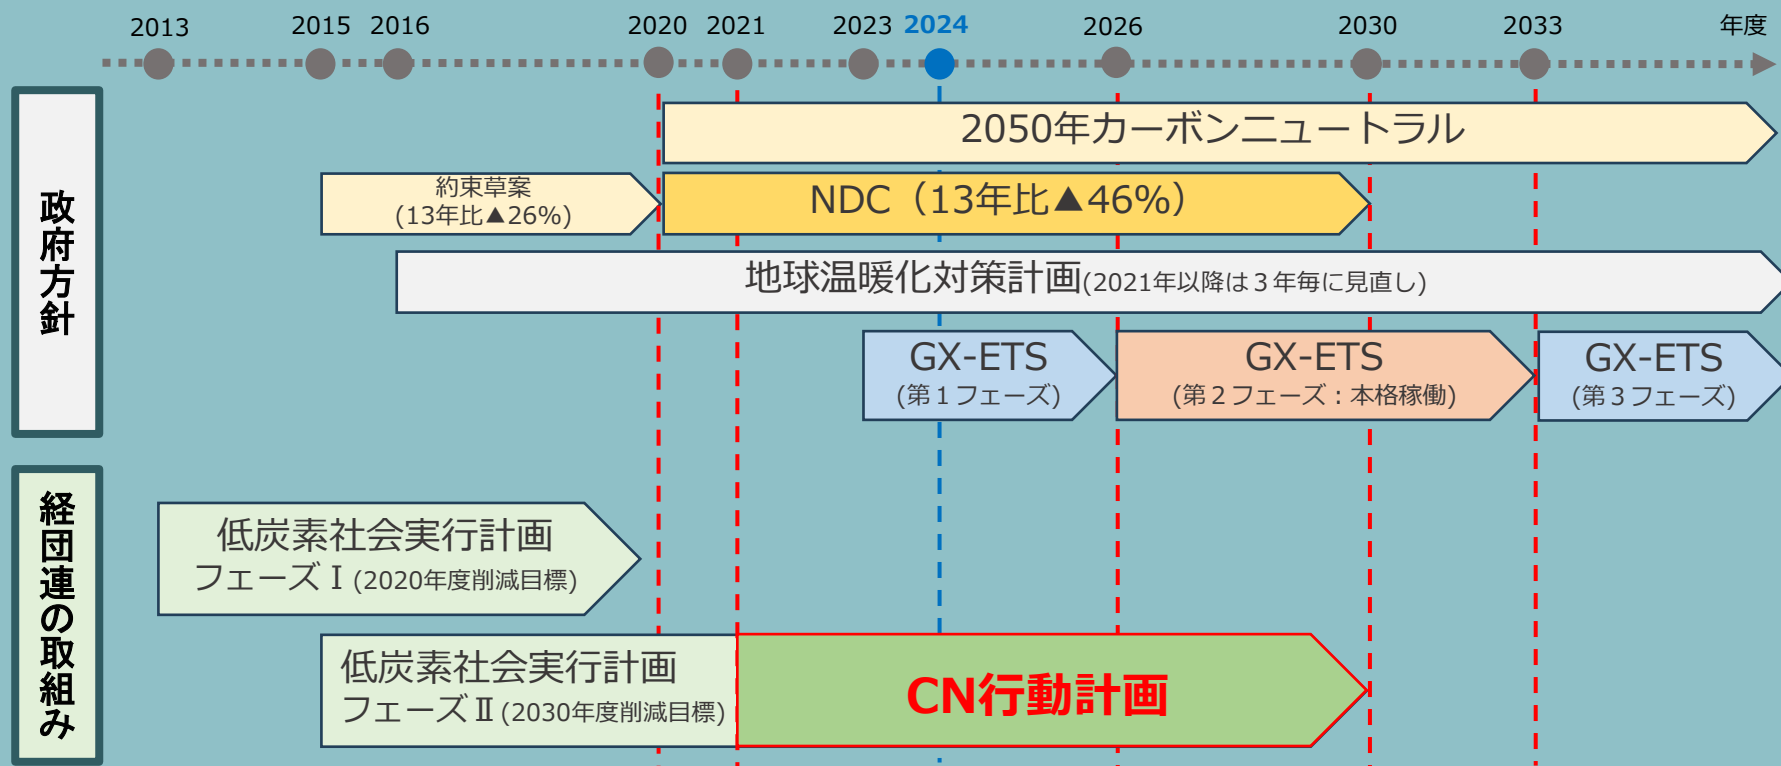 2013
2015
2016
2020
2021
2023
2024
2026
2030
2033
年度
政府方針
2050年カーボンニュートラル
約束草案
(13年比▲26%)
NDC（13年比▲46%）
地球温暖化対策計画(2021年以降は３年毎に見直し)
GX-ETS
(第１フェーズ)
GX-ETS
(第２フェーズ：本格稼働)
GX-ETS
(第３フェーズ)
経団連の取組み
低炭素社会実行計画
フェーズⅠ(2020年度削減目標)
低炭素社会実行計画
フェーズⅡ(2030年度削減目標)
CN行動計画